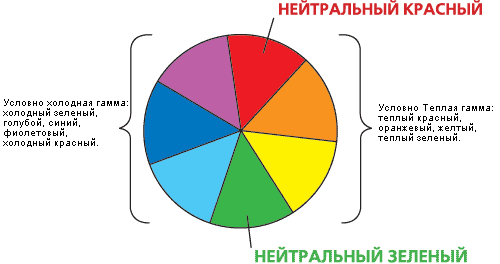 НЕЙТРАЛЬНЫЙ КРАСНЫЙ
Условно холодная гамма:
холодный зеленый,
голубой, синий,
фиолетовый,
холодный красный.
Условно Теплая гамма:
теплый красный,
оранжевый, желтый,
теплый зеленый.
НЕЙТРАЛЬНЫЙ ЗЕЛЕНЫЙ